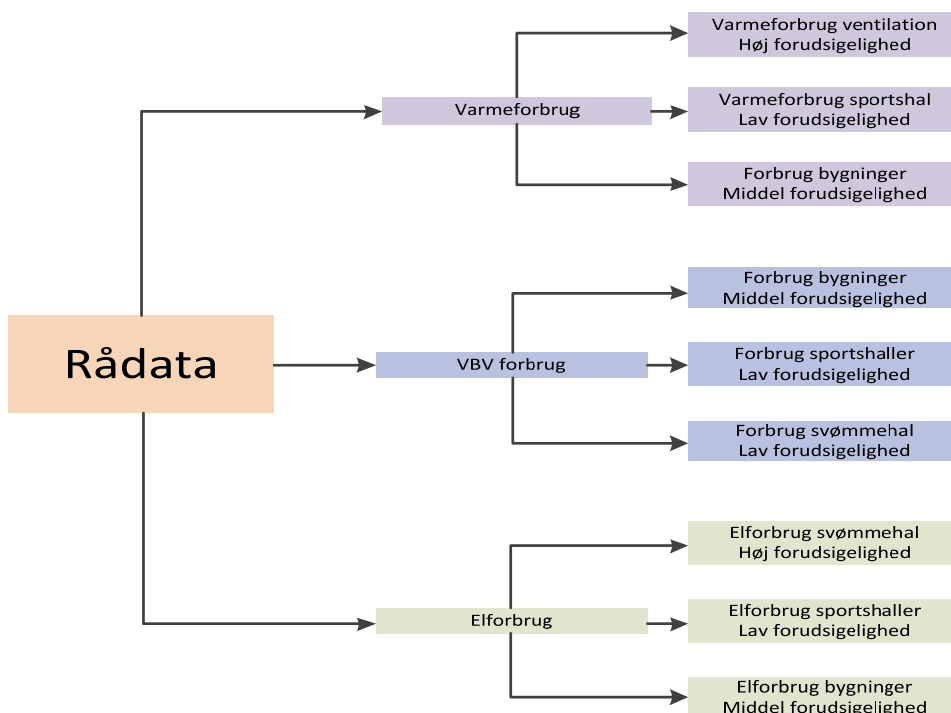 Rådata
Varmeforbrug
Varmeforbrug ventilation
Høj forudsigelighed
Varmeforbrug sportshal
Lav forudsigelighed
Forbrug bygninger
Middel forudsigelighed
VBV forbrug
Forbrug bygninger
Middel forudsigelighed
Forbrug sportshaller
Lav forudsigelighed
Forbrug svømmehal
Lav forudsigelighed
Elforbrug
Elforbrug svømmehal
Høj forudsigelighed
Elforbrug sportshaller
Lav forudsigelighed
Elforbrug bygninger
Middel forudsigelighed